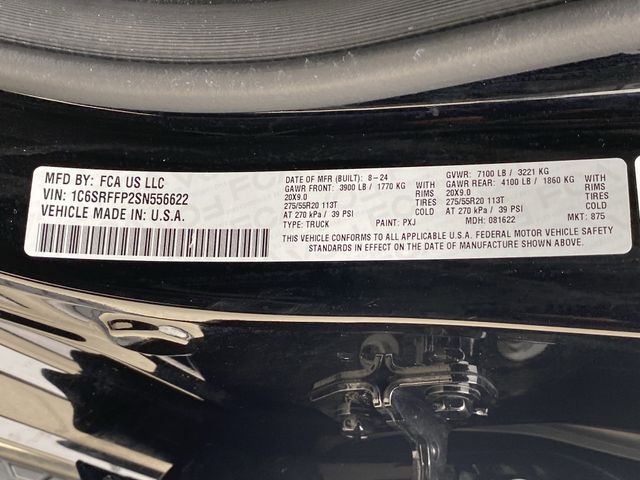 MFD BY: FCA US LLC
VIN: 1C6SRFFP2SN556622
VEHICLE MADE IN: U.S.A.
DATE OF MFR (BUILT): 8-24
GAWR FRONT: 3900 LB / 1770 KG WITH
20X9.0 RIMS
275/55R20 113T TIRES
AT 270 kPa / 39 PSI COLD
TYPE: TRUCK PAINT: PXJ
GVWR: 7100 LB / 3221 KG
GAWR REAR: 4100 LB / 1860 KG WITH
20X9.0 RIMS
275/55R20 113T TIRES
AT 270 kPa / 39 PSI COLD
MDH: 081622 MKT: 875
THIS VEHICLE CONFORMS TO ALL APPLICABLE U.S.A. FEDERAL MOTOR VEHICLE SAFETY
STANDARDS IN EFFECT ON THE DATE OF MANUFACTURE SHOWN ABOVE.